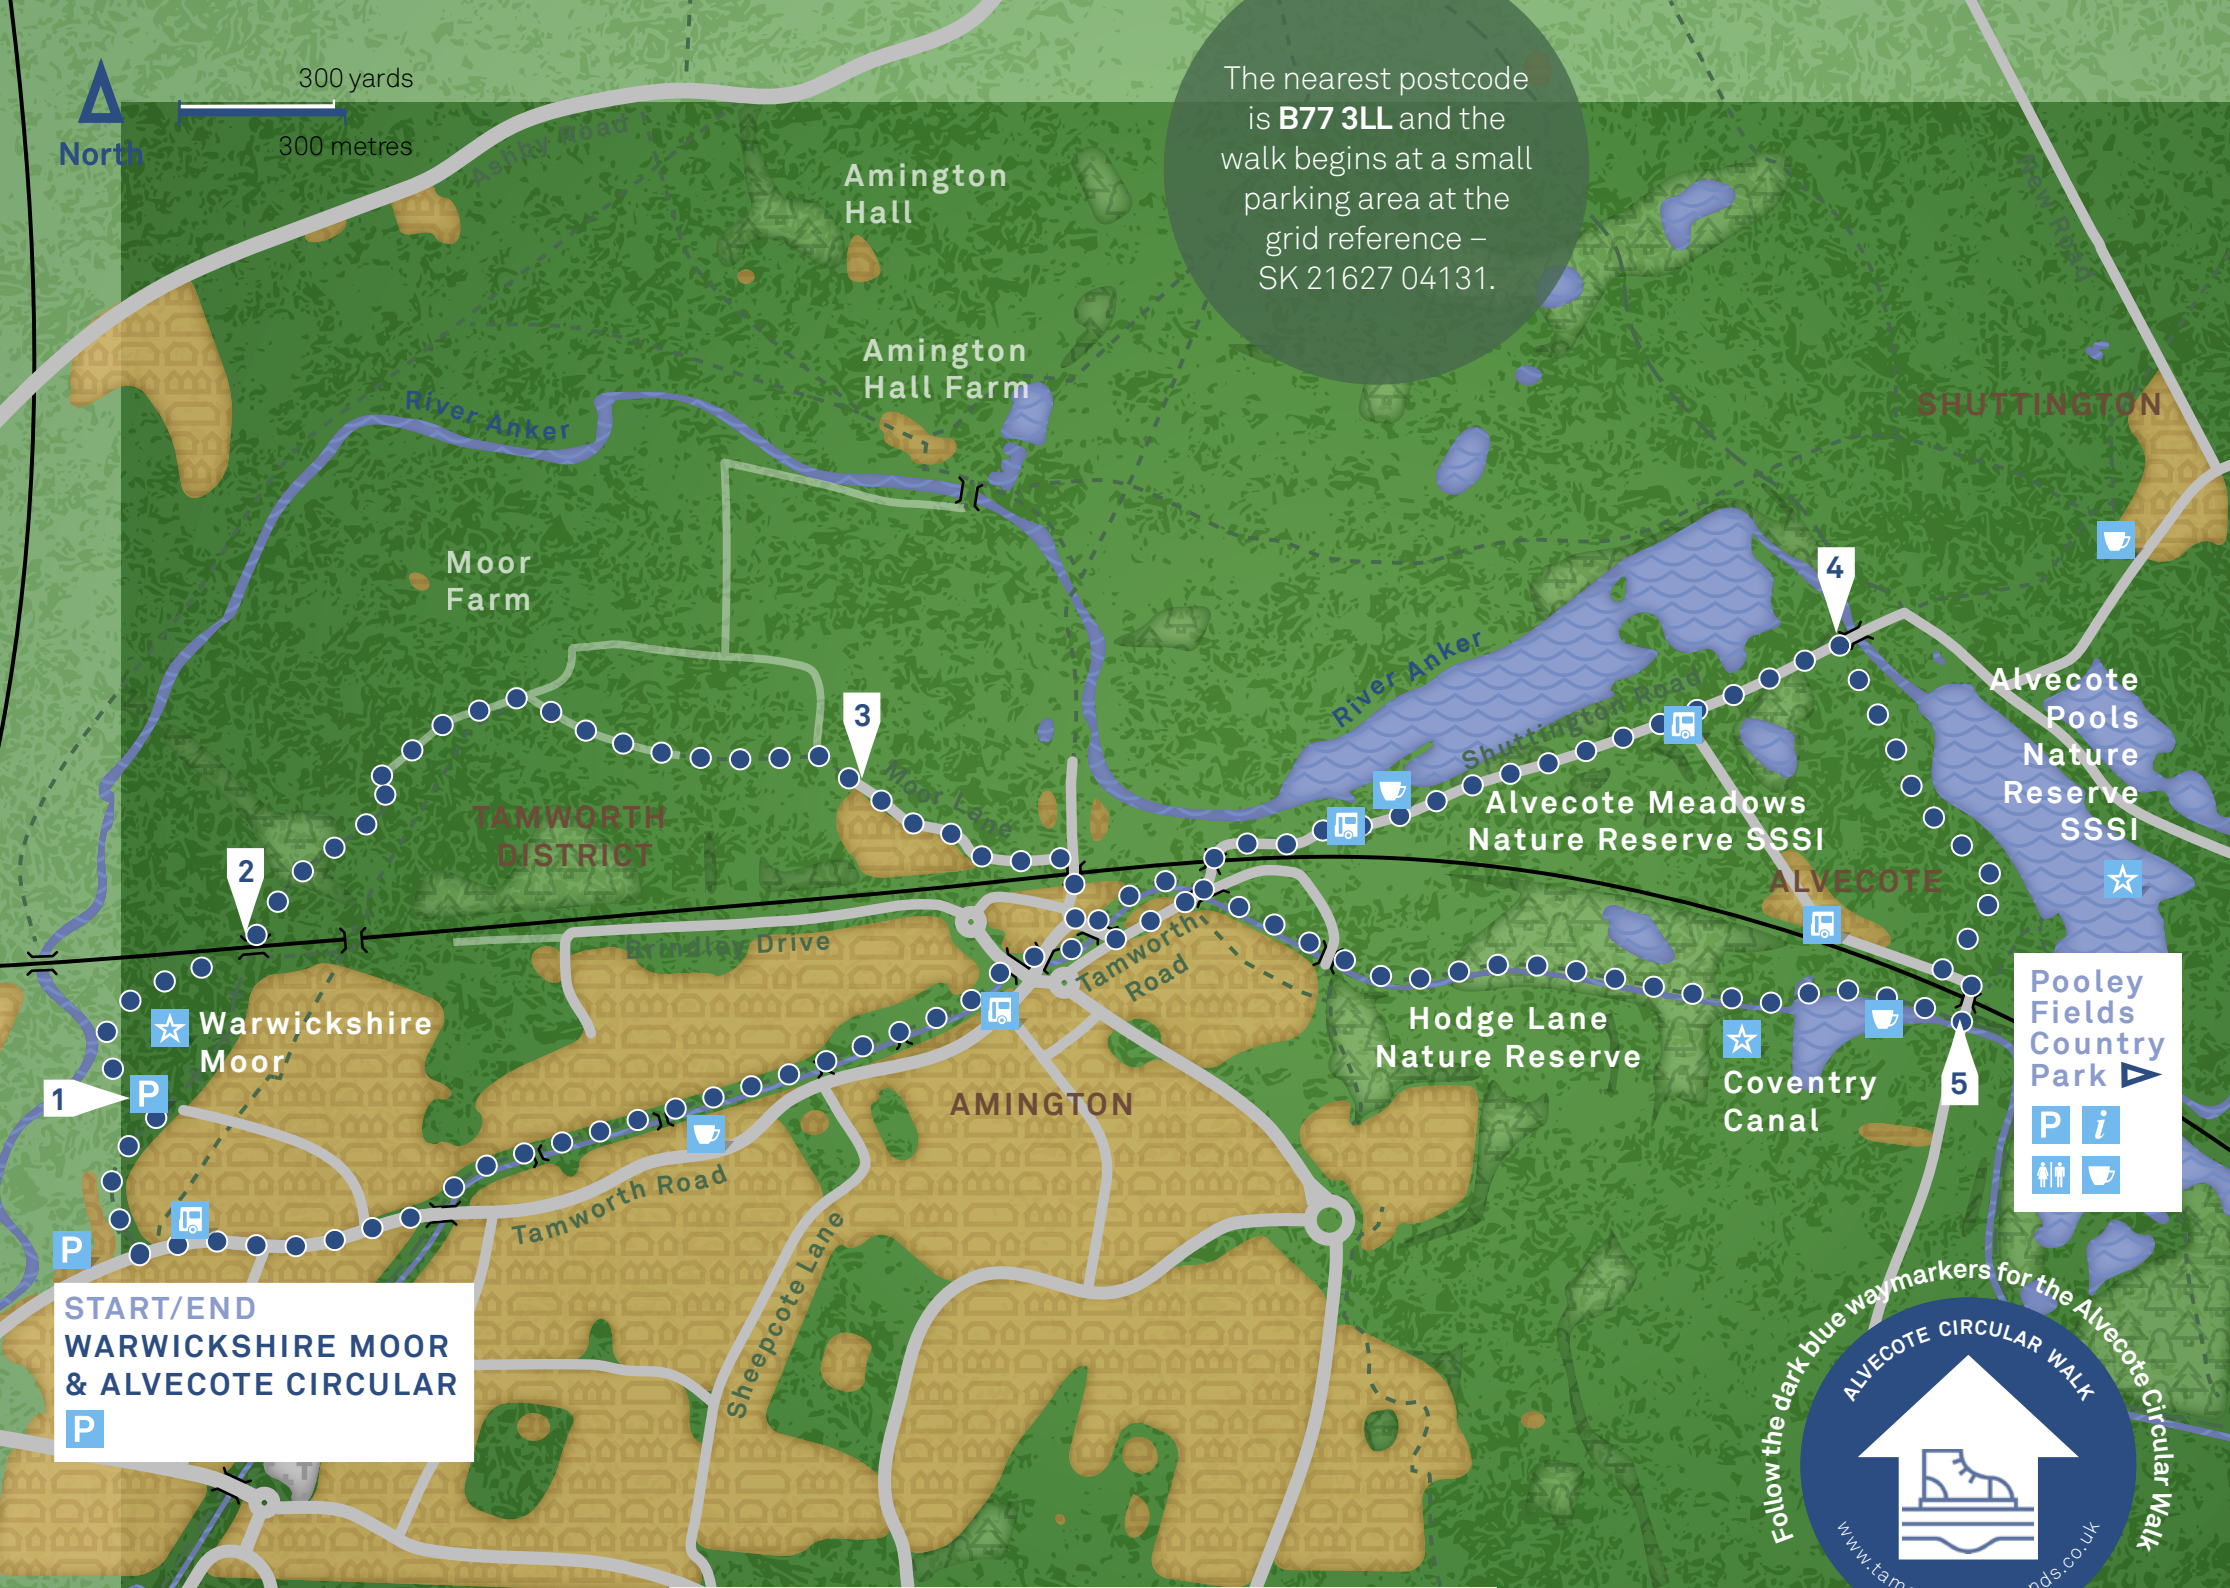 300 yards
300 metres
North
Ashby Road
The nearest postcode
is B77 3LL and the
walk begins at a small
parking area at the
grid reference –
SK 21627 04131.
Amington
Hall
New Road
Amington
Hall Farm
River Anker
SHUTTINGTON
Moor
Farm
4
River Anker
Shuttington Road
Alvecote
Pools
Nature
Reserve
SSSI
3
Moor Lane
TAMWORTH
DISTRICT
Alvecote Meadows
Nature Reserve SSSI
2
ALVECOTE
Brindley Drive
Tamworth
Road
Warwickshire
Moor
Hodge Lane
Nature Reserve
Pooley
Fields
Country
Park
P
i
1
P
AMINGTON
Coventry
Canal
5
Tamworth Road
Sheepcote Lane
P
START/END
WARWICKSHIRE MOOR
& ALVECOTE CIRCULAR
P
T
Follow the dark blue waymarkers for the Alvecote Circular Walk
ALVECOTE CIRCULAR WALK